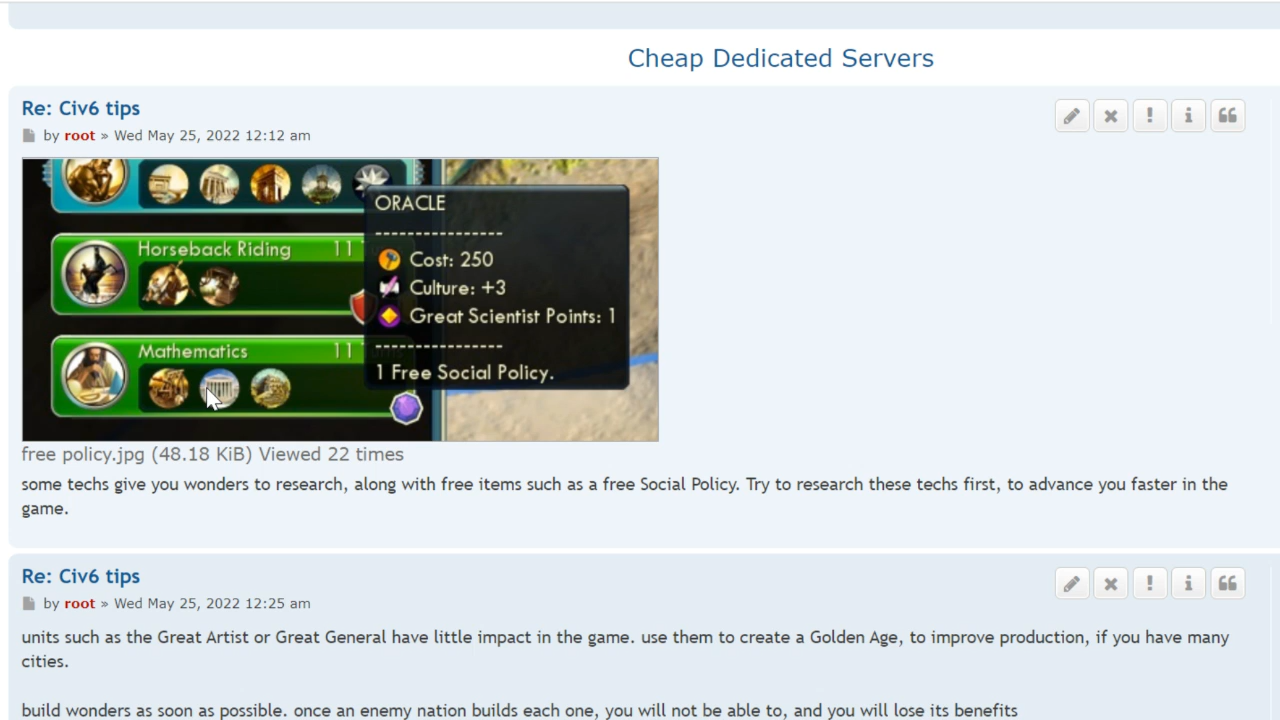 Cheap Dedicated Servers
Re: Civ6 tips
by root » Wed May 25, 2022 12:12 am
ORACLE
----------------
Horseback Riding 11
Cost: 250
Culture: +3
Great Scientist Points: 1
----------------
Mathematics 11
1 Free Social Policy.
free policy.jpg (48.18 KiB) Viewed 22 times
some techs give you wonders to research, along with free items such as a free Social Policy. Try to research these techs first, to advance you faster in the
game.
Re: Civ6 tips
by root » Wed May 25, 2022 12:25 am
units such as the Great Artist or Great General have little impact in the game. use them to create a Golden Age, to improve production, if you have many
cities.
build wonders as soon as possible. once an enemy nation builds each one, you will not be able to, and you will lose its benefits